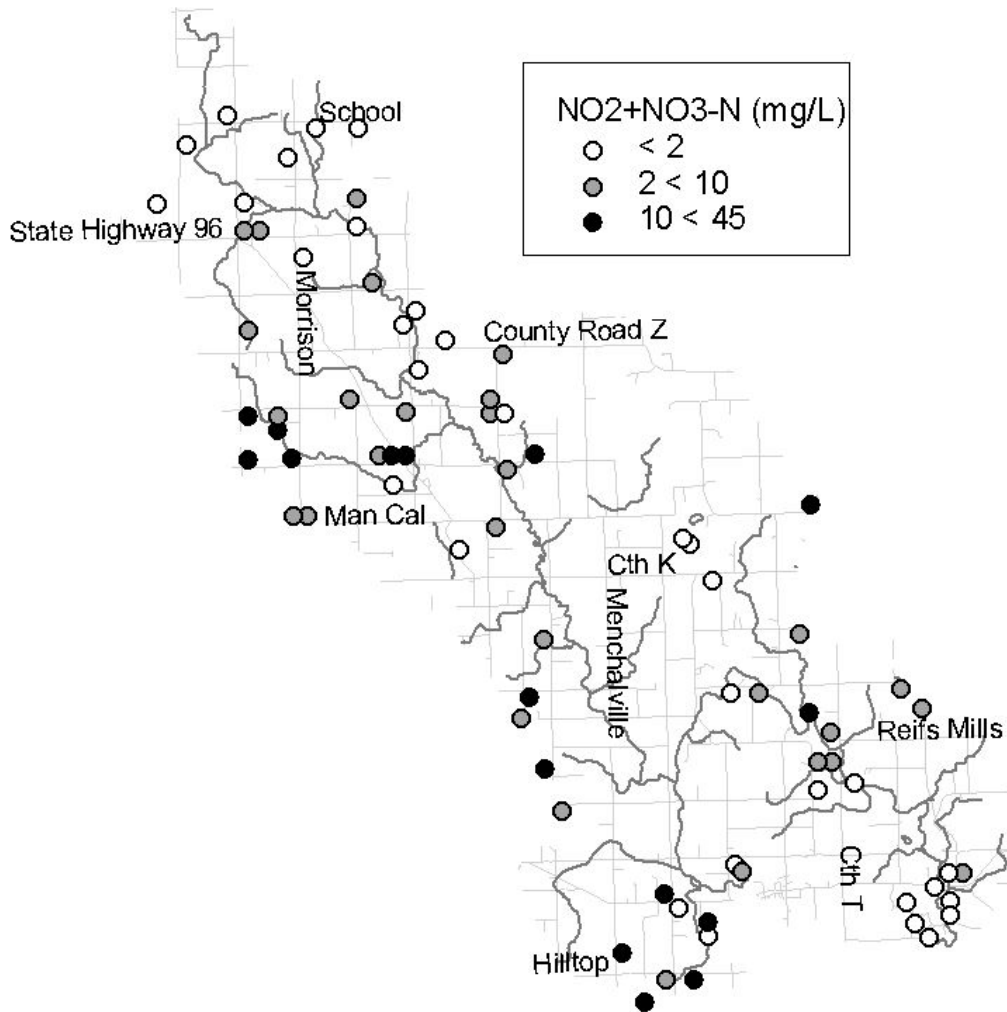 School
NO2+NO3-N (mg/L)
< 2
2 < 10
10 < 45
State Highway 96
Morrison
County Road Z
Man Cal
Cth K
Menchalville
Reifs Mills
Cth T
Hilltop